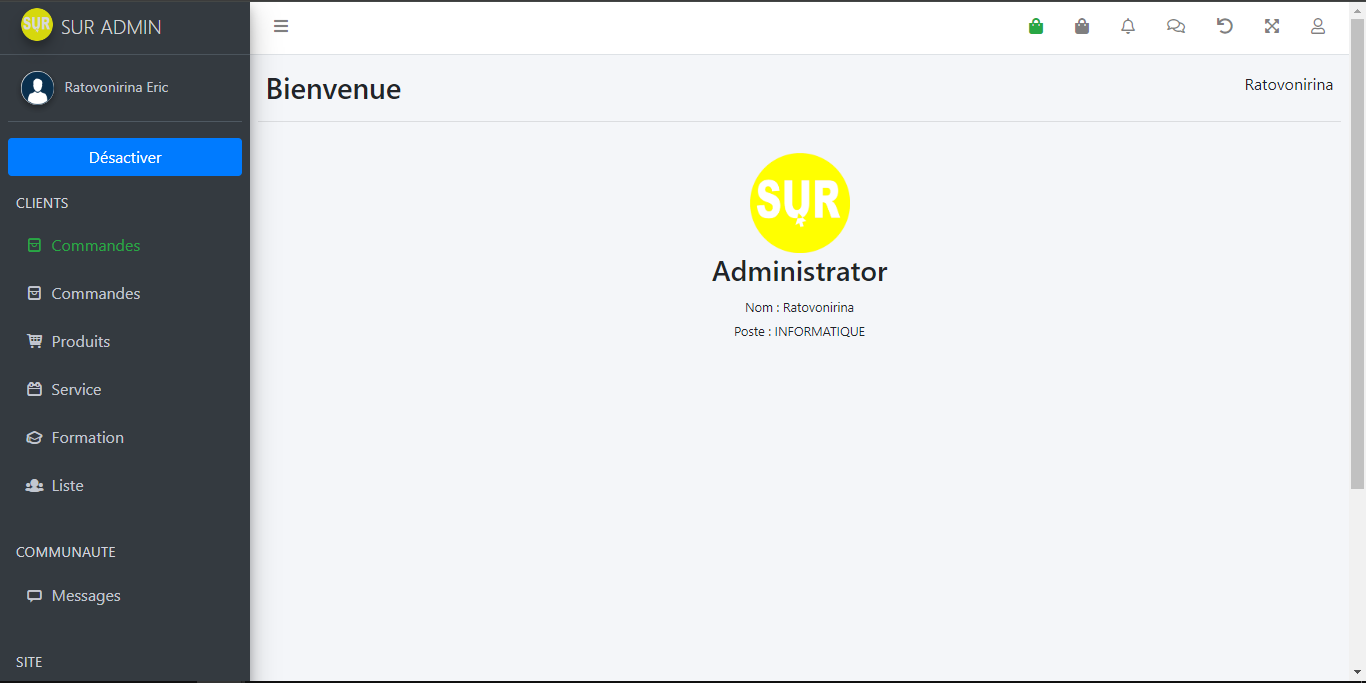 SUR SUR ADMIN
Ratovonirina Eric
Désactiver
CLIENTS
Commandes
Commandes
Produits
Service
Formation
Liste
COMMUNAUTE
Messages
SITE
Bienvenue
Ratovonirina
SUR
Administrator
Nom : Ratovonirina
Poste : INFORMATIQUE